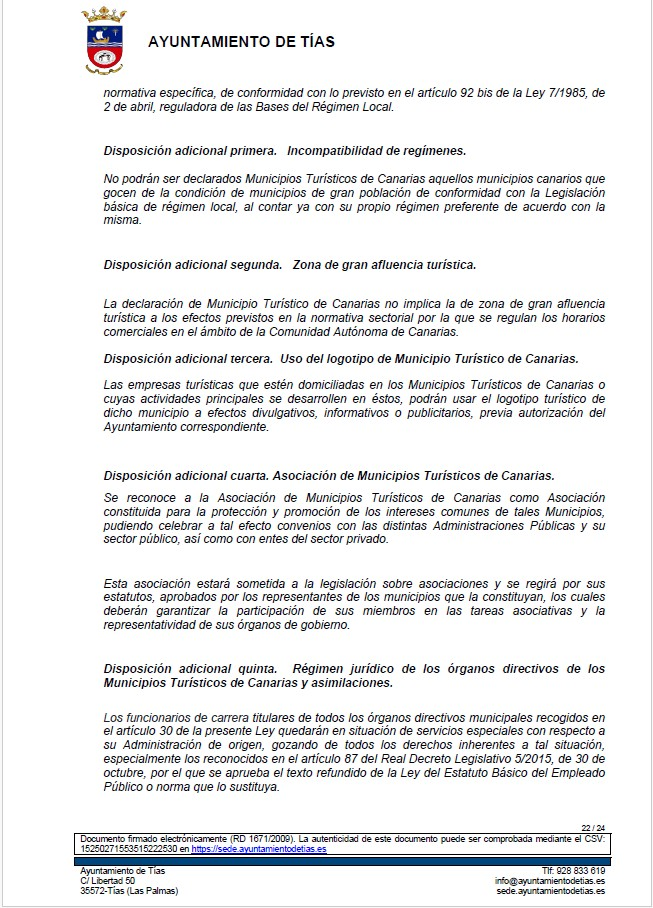 AYUNTAMIENTO DE TÍAS
normativa específica, de conformidad con lo previsto en el artículo 92 bis de la Ley 7/1985, de
2 de abril, reguladora de las Bases del Régimen Local.
Disposición adicional primera. Incompatibilidad de regímenes.
No podrán ser declarados Municipios Turísticos de Canarias aquellos municipios canarios que
gocen de la condición de municipios de gran población de conformidad con la Legislación
básica de régimen local, al contar ya con su propio régimen preferente de acuerdo con la
misma.
Disposición adicional segunda. Zona de gran afluencia turística.
La declaración de Municipio Turístico de Canarias no implica la de zona de gran afluencia
turística a los efectos previstos en la normativa sectorial por la que se regulan los horarios
comerciales en el ámbito de la Comunidad Autónoma de Canarias.
Disposición adicional tercera. Uso del logotipo de Municipio Turístico de Canarias.
Las empresas turísticas que estén domiciliadas en los Municipios Turísticos de Canarias o
cuyas actividades principales se desarrollen en éstos, podrán usar el logotipo turístico de
dicho municipio a efectos divulgativos, informativos o publicitarios, previa autorización del
Ayuntamiento correspondiente.
Disposición adicional cuarta. Asociación de Municipios Turísticos de Canarias.
Se reconoce a la Asociación de Municipios Turísticos de Canarias como Asociación
constituida para la protección y promoción de los intereses comunes de tales Municipios,
pudiendo celebrar a tal efecto convenios con las distintas Administraciones Públicas y su
sector público, así como con entes del sector privado.
Esta asociación estará sometida a la legislación sobre asociaciones y se regirá por sus
estatutos, aprobados por los representantes de los municipios que la constituyan, los cuales
deberán garantizar la participación de sus miembros en las tareas asociativas y la
representatividad de sus órganos de gobierno.
Disposición adicional quinta. Régimen jurídico de los órganos directivos de los
Municipios Turísticos de Canarias y asimilaciones.
Los funcionarios de carrera titulares de todos los órganos directivos municipales recogidos en
el artículo 30 de la presente Ley quedarán en situación de servicios especiales con respecto a
su Administración de origen, gozando de todos los derechos inherentes a tal situación,
especialmente los reconocidos en el artículo 87 del Real Decreto Legislativo 5/2015, de 30 de
octubre, por el que se aprueba el texto refundido de la Ley del Estatuto Básico del Empleado
Público o norma que lo sustituya.
22 / 24
Documento firmado electrónicamente (RD 1671/2009). La autenticidad de este documento puede ser comprobada mediante el CSV:
15250271553515222530 en https://sede.ayuntamientodetias.es
Ayuntamiento de Tías
C/ Libertad 50
35572-Tías (Las Palmas)
Tlf: 928 833 619
info@ayuntamientodetias.es
sede.ayuntamientodetias.es